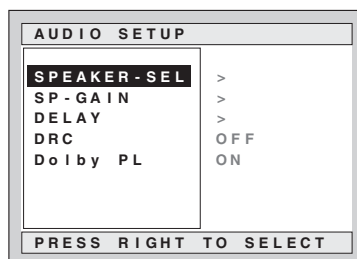 AUDIO SETUP
SPEAKER-SEL >
SP-GAIN >
DELAY >
DRC OFF
Dolby PL ON
PRESS RIGHT TO SELECT